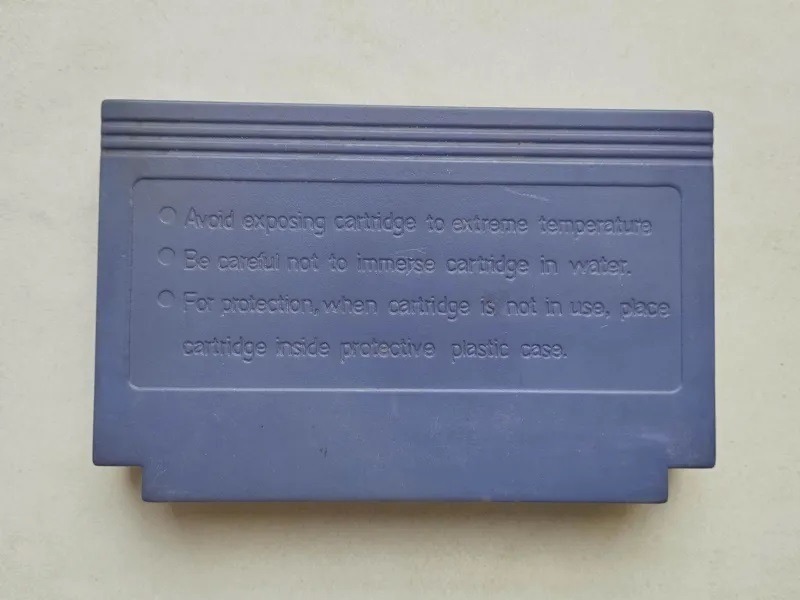 Avoid exposing cartridge to extreme temperature
Be careful not to immerse cartridge in water.
For protection, when cartridge is not in use, place
cartridge inside protective plastic case.